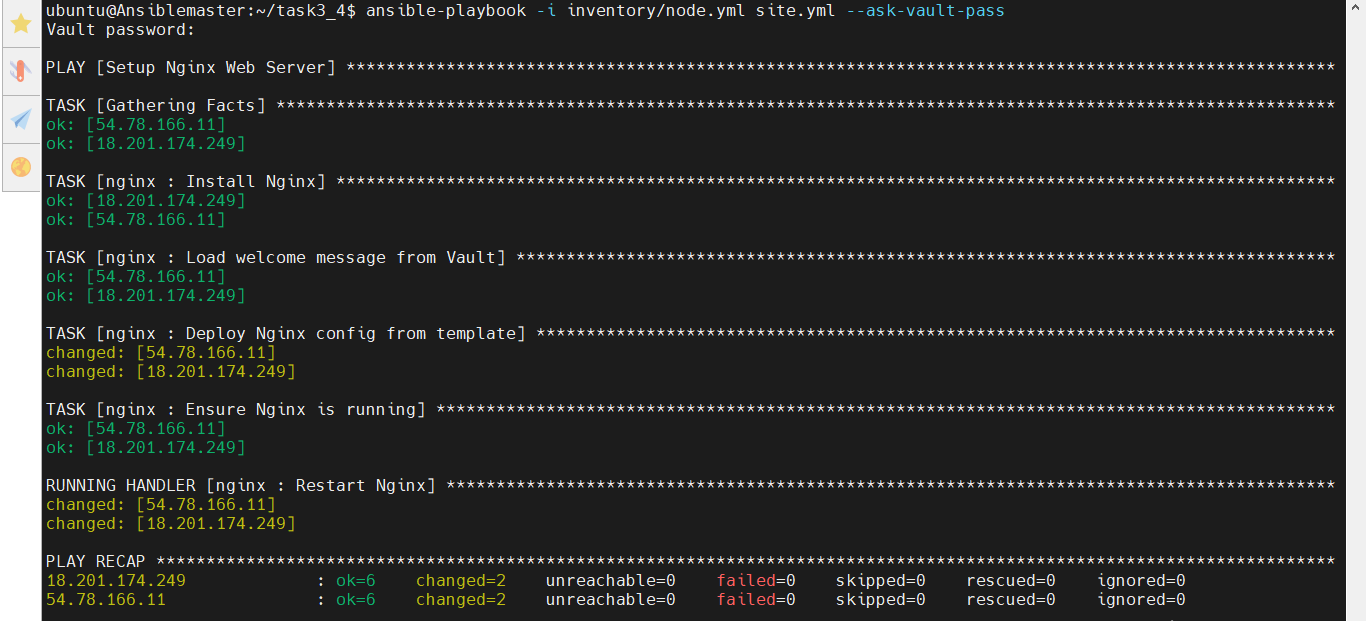 ubuntu@Ansiblemaster:~/task3_4$ ansible-playbook -i inventory/node.yml site.yml --ask-vault-pass
Vault password:
PLAY [Setup Nginx Web Server] ***************************************************************************************************
TASK [Gathering Facts] **********************************************************************************************************
ok: [54.78.166.11]
ok: [18.201.174.249]
TASK [nginx : Install Nginx] ****************************************************************************************************
ok: [18.201.174.249]
ok: [54.78.166.11]
TASK [nginx : Load welcome message from Vault] **********************************************************************************
ok: [54.78.166.11]
ok: [18.201.174.249]
TASK [nginx : Deploy Nginx config from template] ********************************************************************************
changed: [54.78.166.11]
changed: [18.201.174.249]
TASK [nginx : Ensure Nginx is running] ******************************************************************************************
ok: [54.78.166.11]
ok: [18.201.174.249]
RUNNING HANDLER [nginx : Restart Nginx] *****************************************************************************************
changed: [54.78.166.11]
changed: [18.201.174.249]
PLAY RECAP **********************************************************************************************************************
18.201.174.249             : ok=6    changed=2    unreachable=0    failed=0    skipped=0    rescued=0    ignored=0
54.78.166.11               : ok=6    changed=2    unreachable=0    failed=0    skipped=0    rescued=0    ignored=0